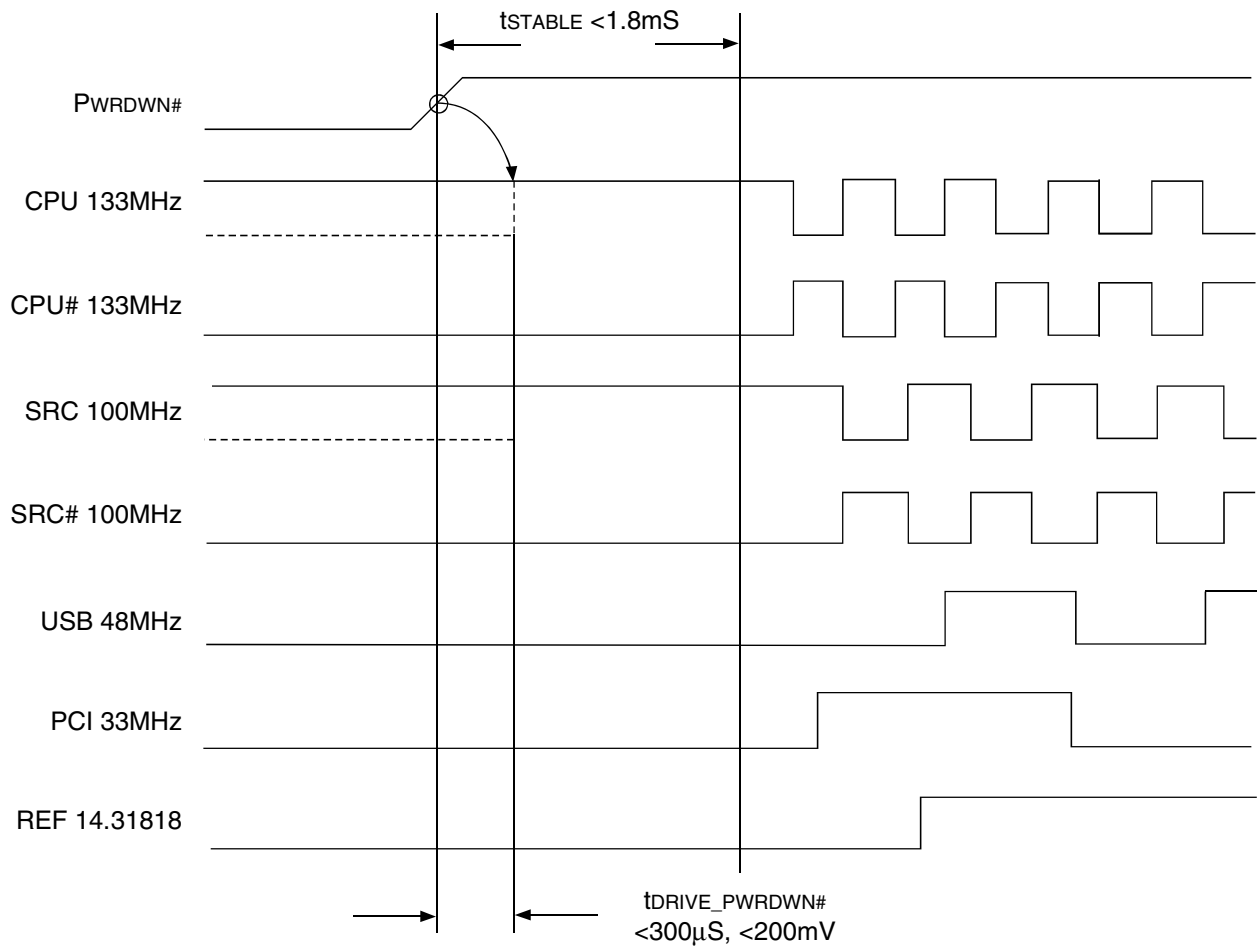 tSTABLE <1.8mS
PWRDWN#
CPU 133MHz
CPU# 133MHz
SRC 100MHz
SRC# 100MHz
USB 48MHz
PCI 33MHz
REF 14.31818
tDRIVE_PWRDWN#
<300μS, <200mV